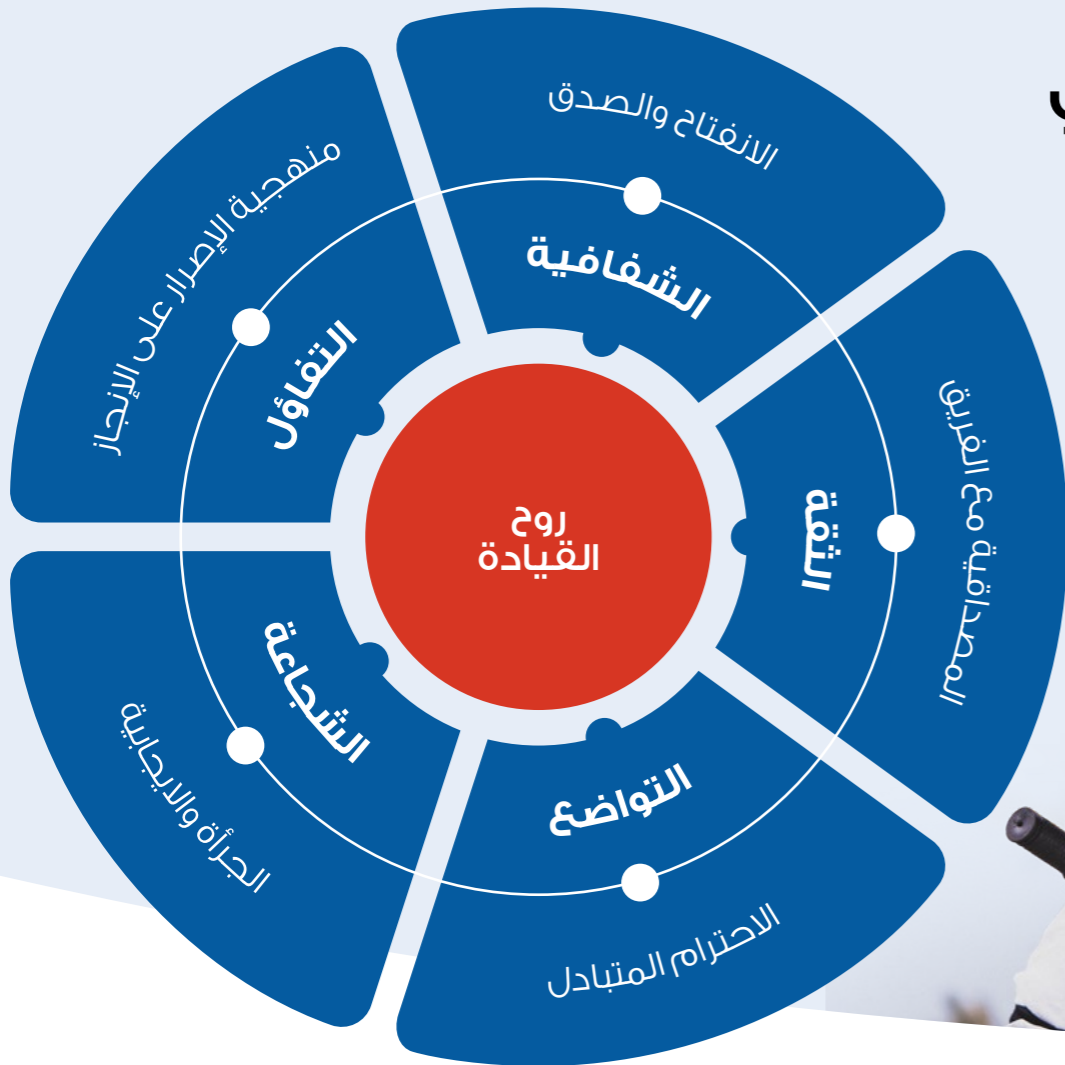 الانفتاح والصدق
الشفافية
المصداقية مع الفريق
الثقة
الاحترام المتبادل
التواضع
الجرأة والايجابية
الشجاعة
منهجية الإصرار على الإنجاز
التفاؤل
روح
القيادة